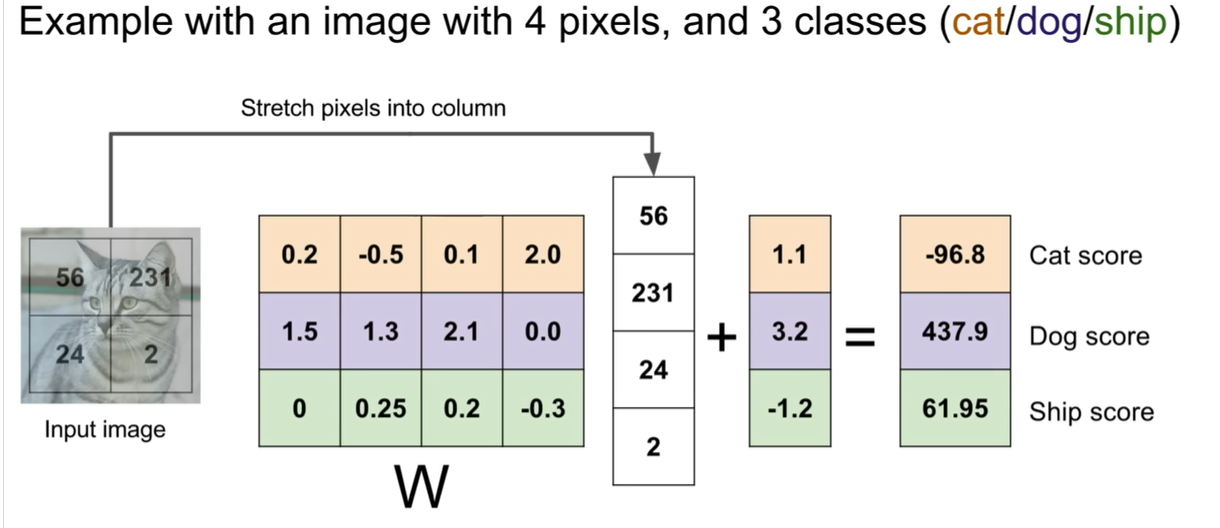 Example with an image with 4 pixels, and 3 classes (cat/dog/ship)
Stretch pixels into column
56 231
24 2
Input image
0.2 -0.5 0.1 2.0
1.5 1.3 2.1 0.0
0 0.25 0.2 -0.3
W
56
231
24
2
+
1.1
3.2
-1.2
=
-96.8 Cat score
437.9 Dog score
61.95 Ship score